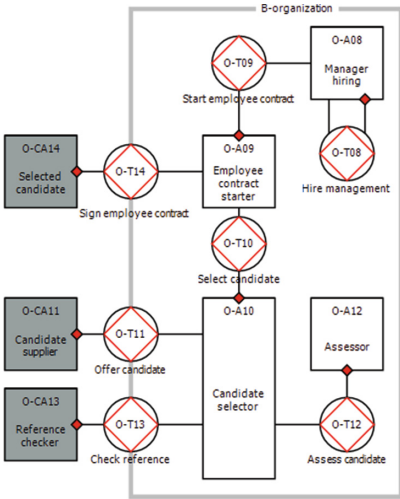 B-organization
O-A08
Manager
hiring
O-T09
Start employee contract
O-T08
Hire management
O-CA14
Selected
candidate
O-T14
Sign employee contract
O-A09
Employee
contract
starter
O-T10
Select candidate
O-CA11
Candidate
supplier
O-T11
Offer candidate
O-A10
Candidate
selector
O-A12
Assessor
O-CA13
Reference
checker
O-T13
Check reference
O-T12
Assess candidate